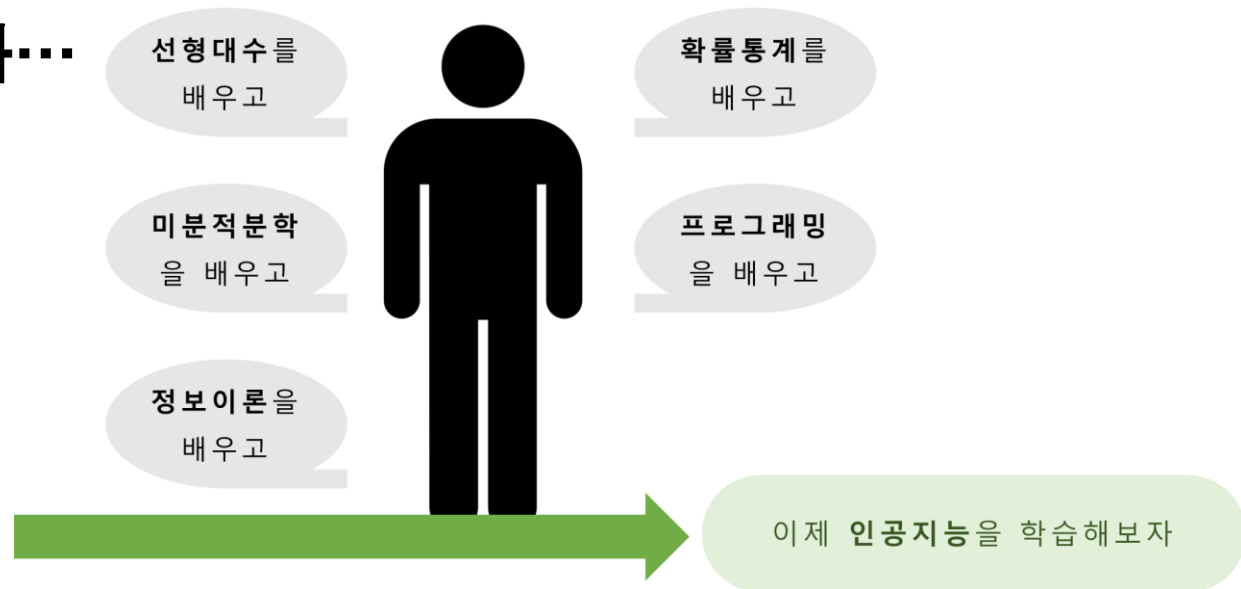 선형대수를
배우고
확률통계를
배우고
미분적분학
을 배우고
프로그래밍
을 배우고
정보이론을
배우고
이제 인공지능을 학습해보자